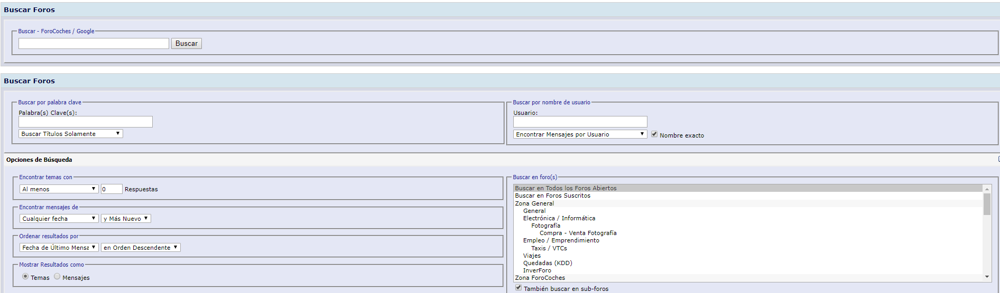 Buscar Foros
Buscar - ForoCoches / Google
Buscar
Buscar Foros
Buscar por palabra clave
Palabra(s) Clave(s):
Buscar Títulos Solamente
Buscar por nombre de usuario
Usuario:
Encontrar Mensajes por Usuario
Nombre exacto
Opciones de Búsqueda
Encontrar temas con
Al menos 0 Respuestas
Encontrar mensajes de
Cualquier fecha y Más Nuevo
Ordenar resultados por
Fecha de Último Mensa en Orden Descendente
Mostrar Resultados como
Temas Mensajes
Buscar en foro(s)
Buscar en Todos los Foros Abiertos
Buscar en Foros Suscritos
Zona General
General
Electrónica / Informática
Fotografía
Compra - Venta Fotografía
Empleo / Emprendimiento
Taxis / VTCs
Viajes
Quedadas (KDD)
InverForo
Zona ForoCoches
También buscar en sub-foros